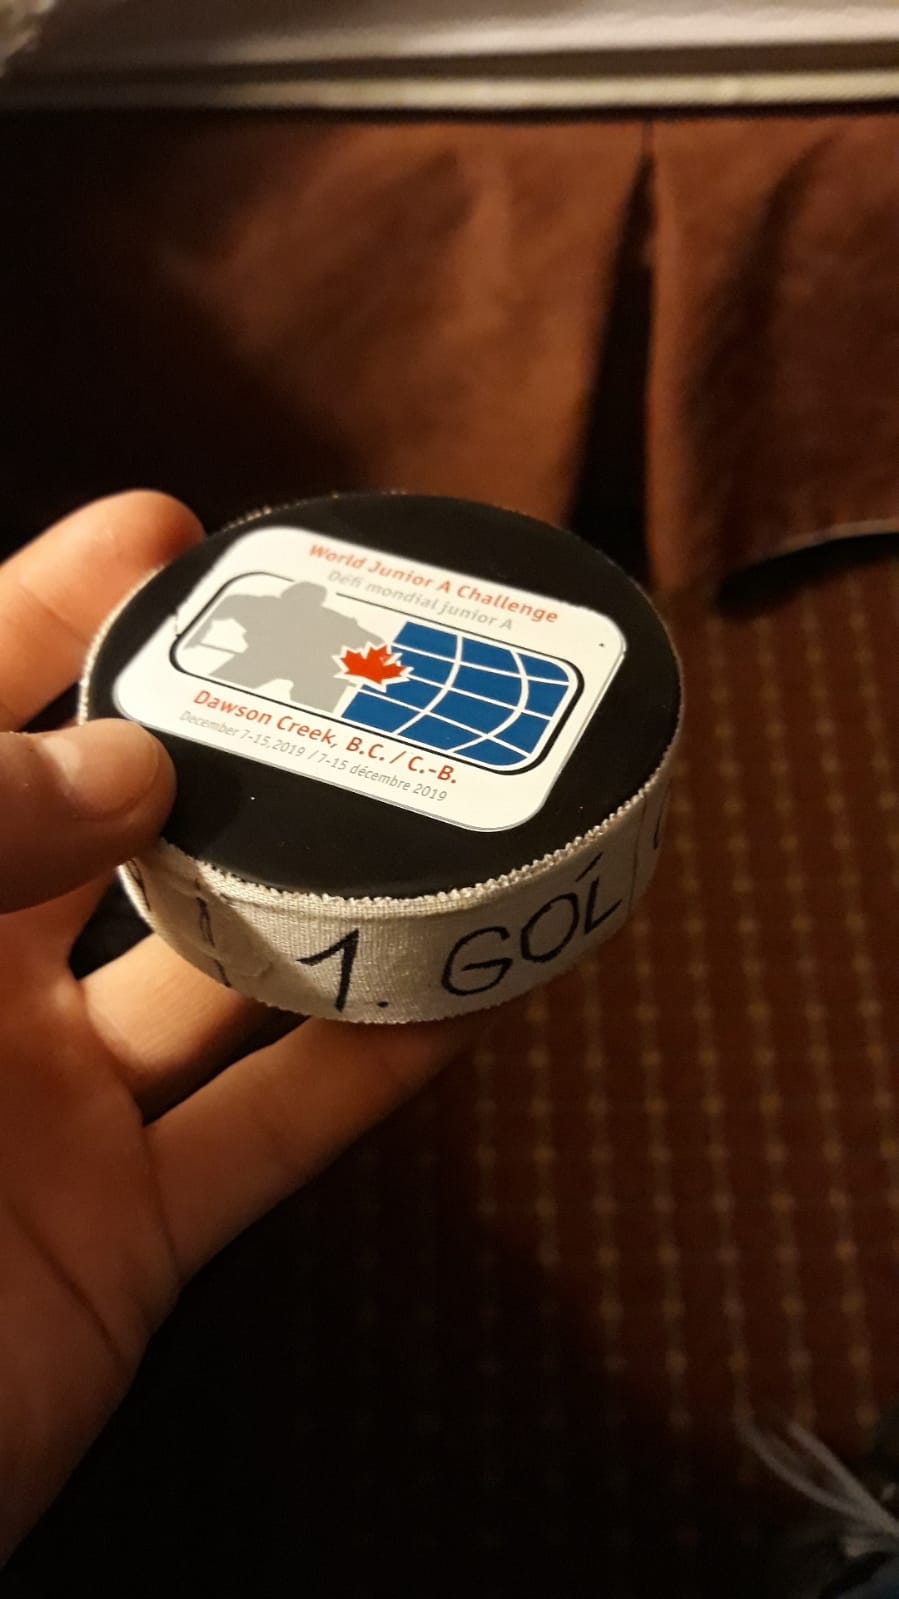 World Junior A Challenge
Défi mondial junior A
Dawson Creek, B.C. / C.-B.
December 7-15, 2019 / 7-15 décembre 2019
1. GÓL